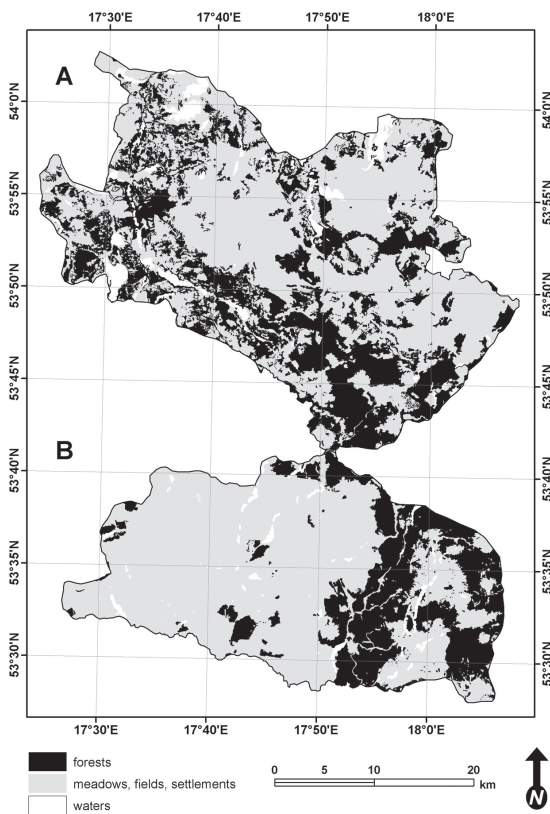 17°30'E 17°40'E 17°50'E 18°0'E
A
54°0'N 54°0'N
53°55'N 53°55'N
53°50'N 53°50'N
53°45'N 53°45'N
B
53°40'N 53°40'N
53°35'N 53°35'N
53°30'N 53°30'N
17°30'E 17°40'E 17°50'E 18°0'E
forests
meadows, fields, settlements
waters
0 5 10 20
km
N